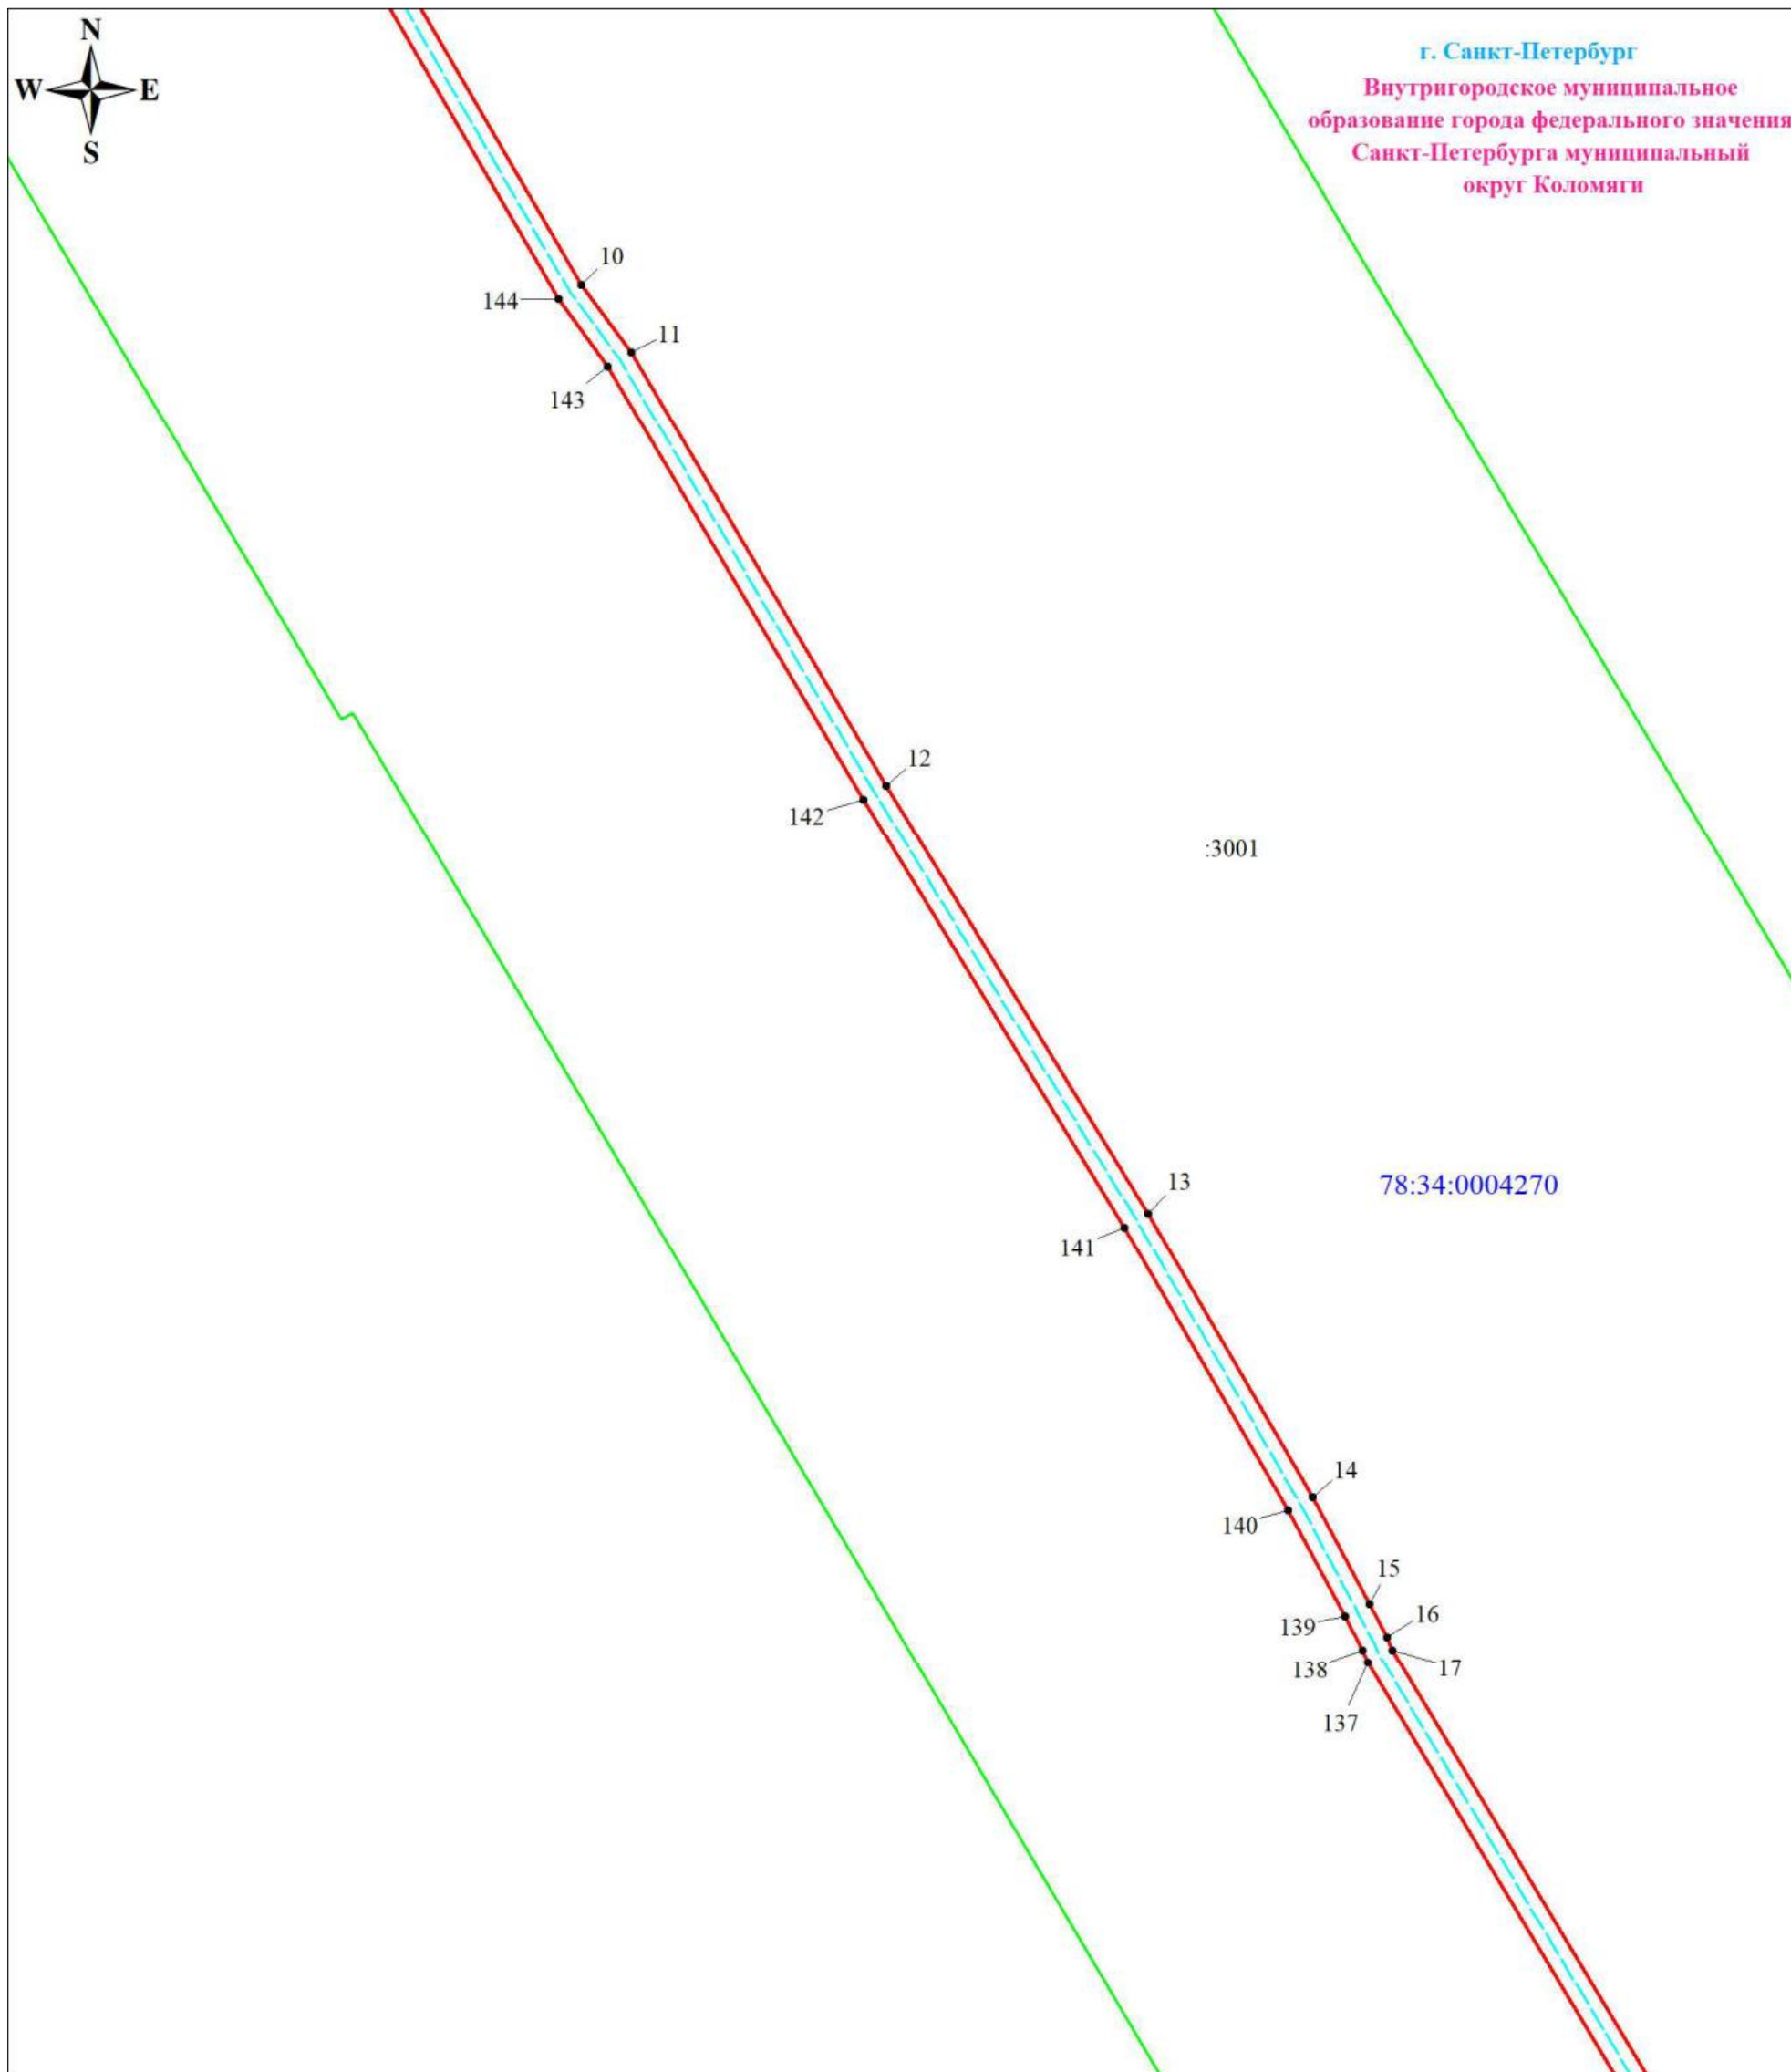 N
W
E
S
г. Санкт-Петербург
Внутригородское муниципальное
образование города федерального значения
Санкт-Петербурга муниципальный
округ Коломяги
10
144
11
143
12
142
:3001
13
78:34:0004270
141
14
140
15
16
139
17
138
137